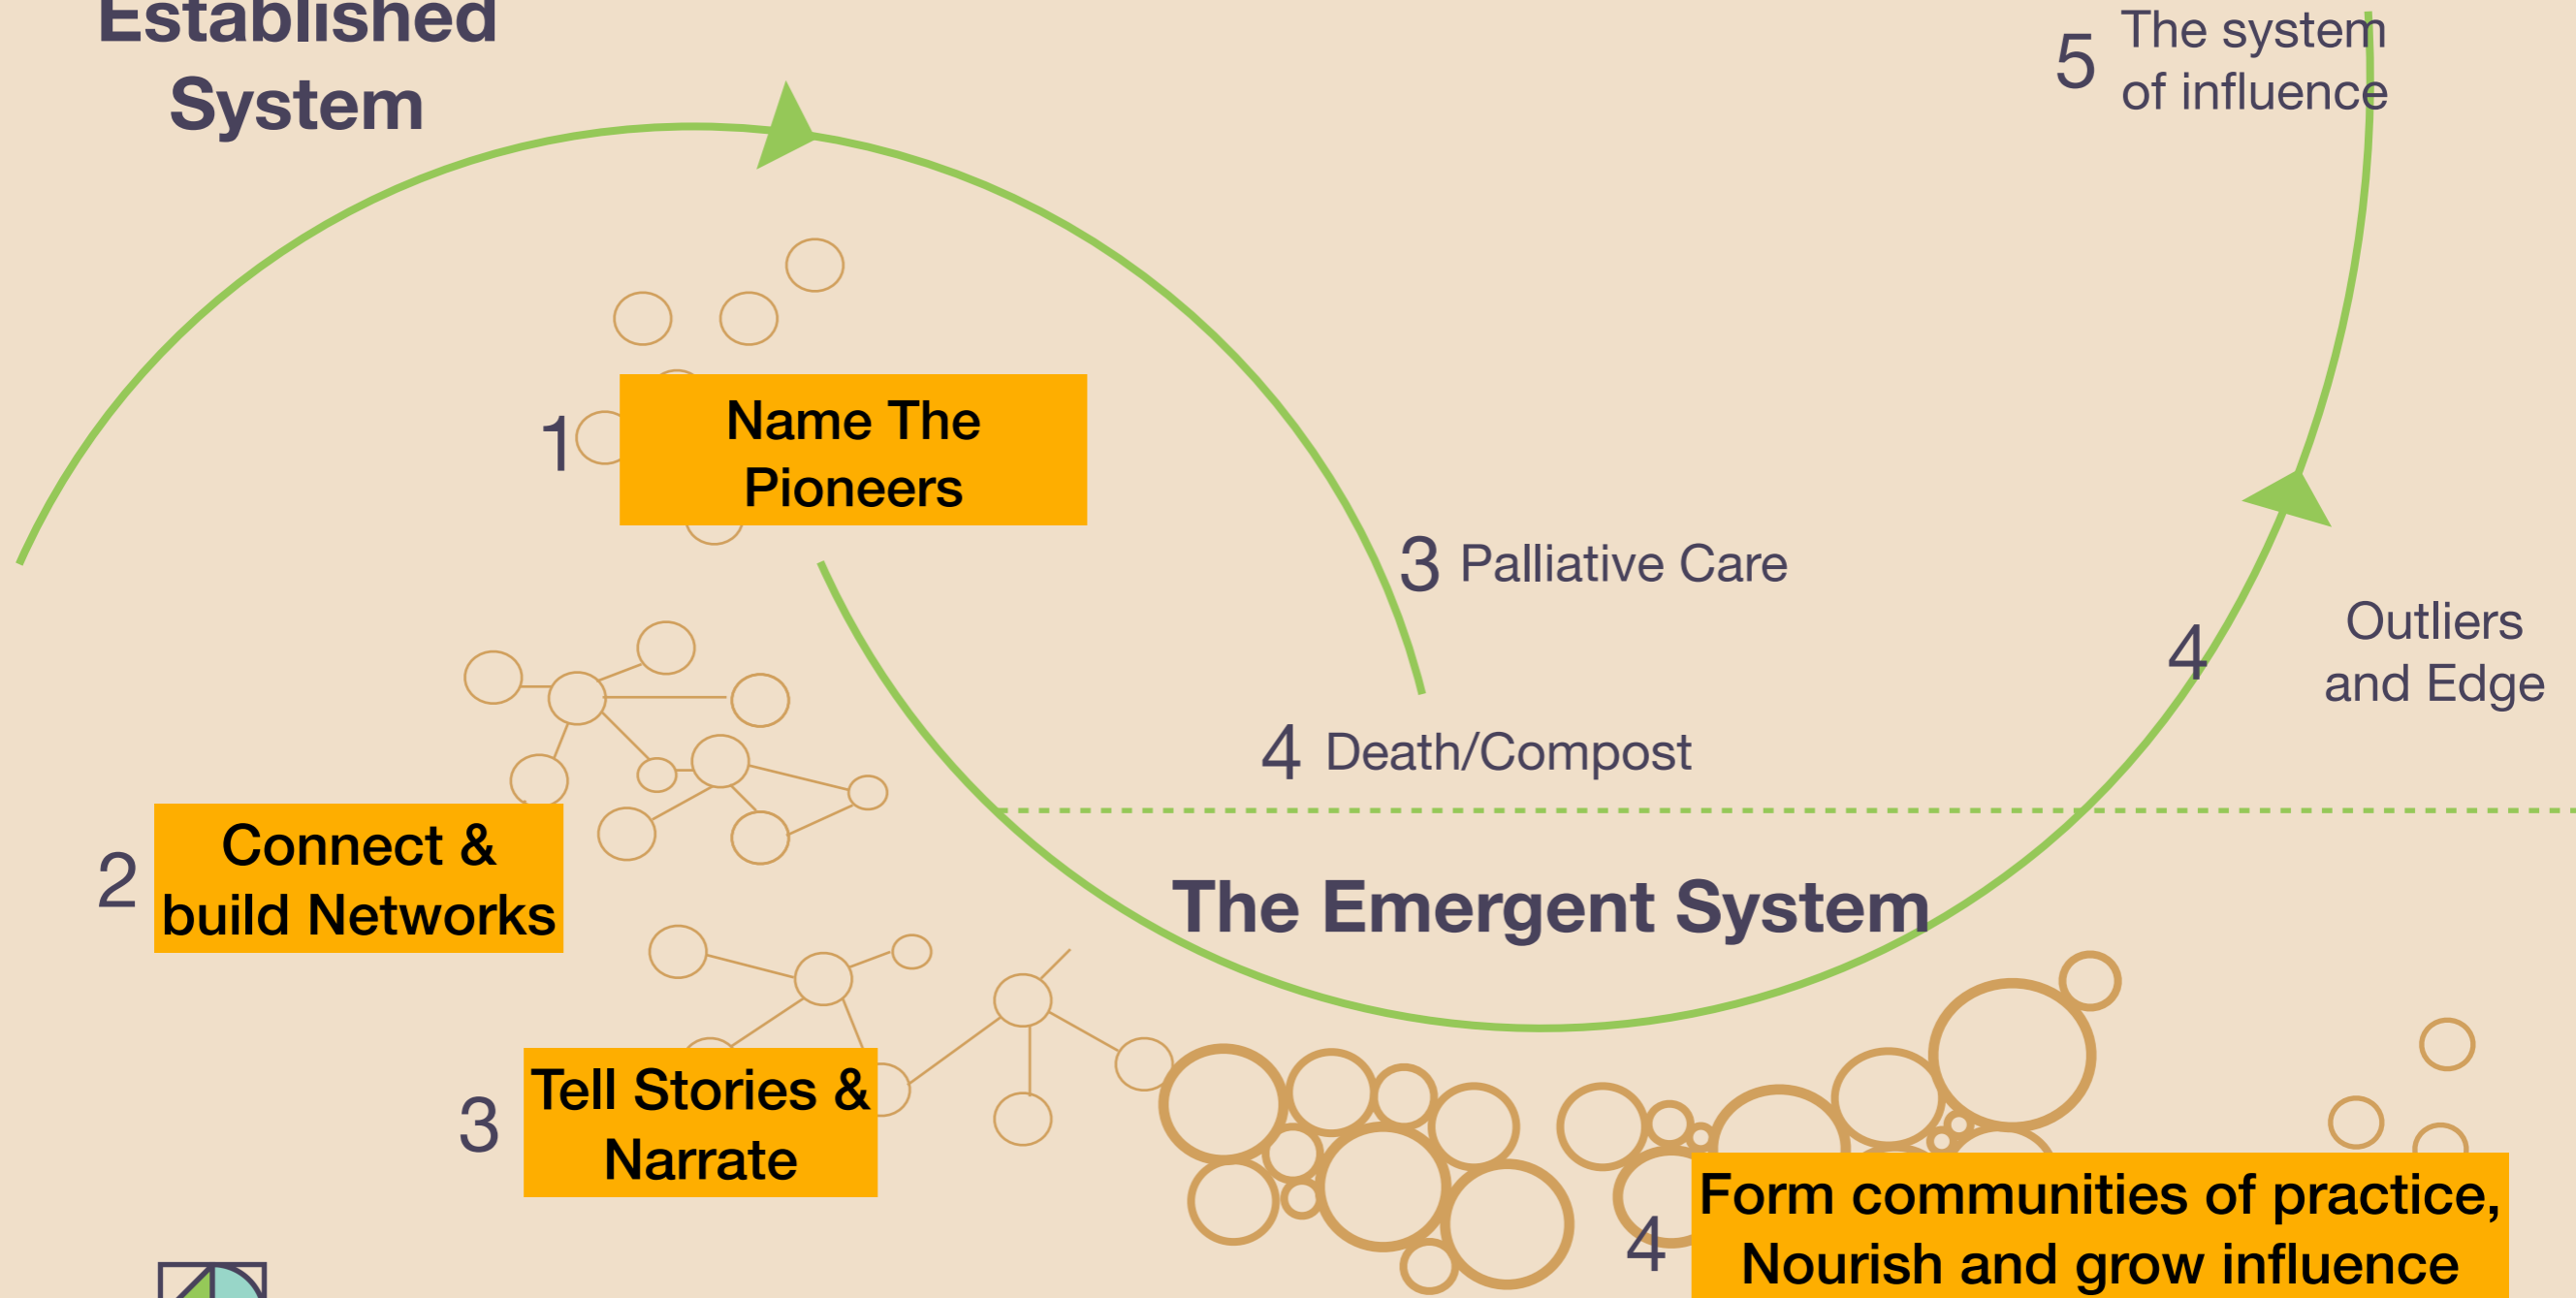 Established
System
5
The system
of influence
1
Name The
Pioneers
3 Palliative Care
4
Outliers
and Edge
4 Death/Compost
2
Connect &
build Networks
The Emergent System
3
Tell Stories &
Narrate
4
Form communities of practice,
Nourish and grow influence